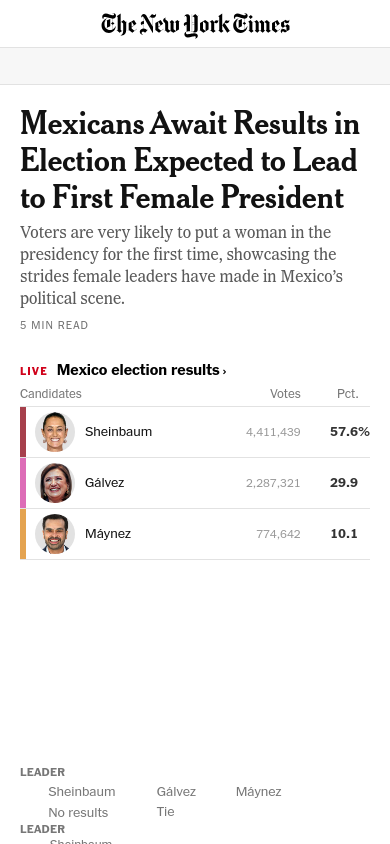 The New York Times
Mexicans Await Results in
Election Expected to Lead
to First Female President
Voters are very likely to put a woman in the
presidency for the first time, showcasing the
strides female leaders have made in Mexico’s
political scene.
5 MIN READ
LIVE Mexico election results ›
Candidates Votes Pct.
Sheinbaum 4,411,439 57.6%
Gálvez 2,287,321 29.9
Máynez 774,642 10.1
LEADER
Sheinbaum Gálvez Máynez
No results Tie
LEADER
Sheinbaum